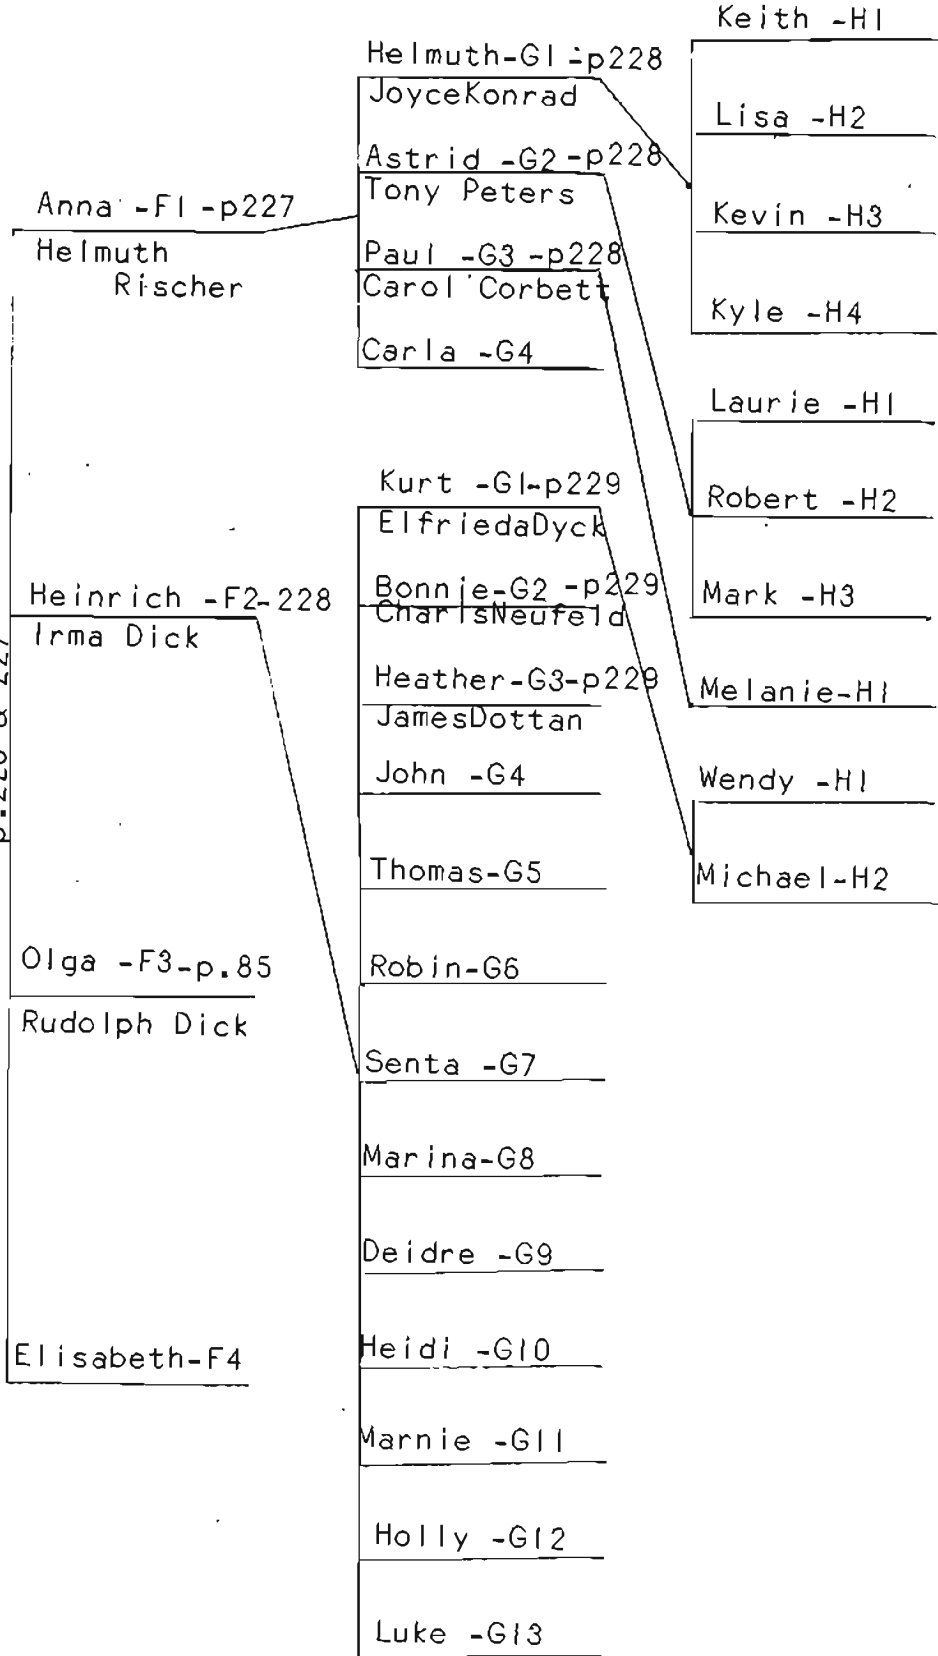 Anna -F1 -p227
Helmuth
Rischer
Heinrich -F2-228
Irma Dick
Olga -F3-p.85
Rudolph Dick
Elisabeth-F4
Helmuth-G1 -p228
JoyceKonrad
Astrid -G2 -p228
Tony Peters
Paul -G3 -p228
Carol Corbett
Carla -G4
Kurt -G1-p229
ElfriedaDyck
Bonnie-G2 -p229
CharlsNeufeld
Heather-G3-p229
JamesDottan
John -G4
Thomas-G5
Robin-G6
Senta -G7
Marina-G8
Deidre -G9
Heidi -G10
Marnie -G11
Holly -G12
Luke -G13
Keith -H1
Lisa -H2
Kevin -H3
Kyle -H4
Laurie -H1
Robert -H2
Mark -H3
Melanie-H1
Wendy -H1
Michael-H2